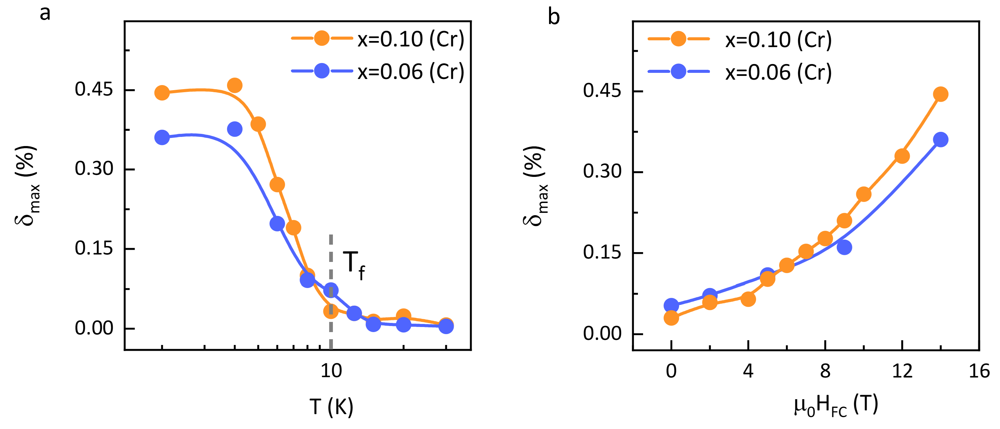 a
x=0.10 (Cr)
x=0.06 (Cr)
0.45
0.30
0.15
0.00
δmax (%)
Tf
10
T (K)
b
x=0.10 (Cr)
x=0.06 (Cr)
0.45
0.30
0.15
0.00
δmax (%)
0 4 8 12 16
μ0HFC (T)